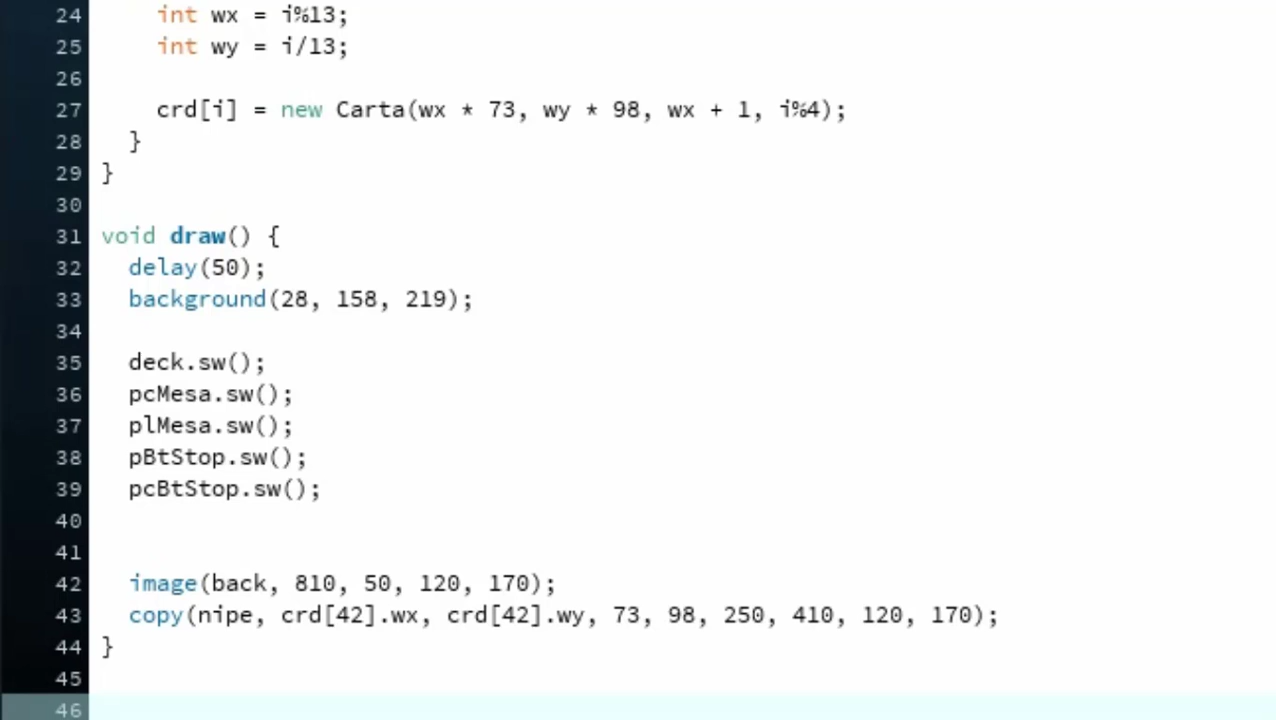 24 int wx = i%13;
25 int wy = i/13;
26
27 crd[i] = new Carta(wx * 73, wy * 98, wx + 1, i%4);
28 }
29 }
30
31 void draw() {
32 delay(50);
33 background(28, 158, 219);
34
35 deck.sw();
36 pcMesa.sw();
37 plMesa.sw();
38 pBtStop.sw();
39 pcBtStop.sw();
40
41
42 image(back, 810, 50, 120, 170);
43 copy(nipe, crd[42].wx, crd[42].wy, 73, 98, 250, 410, 120, 170);
44 }
45
46